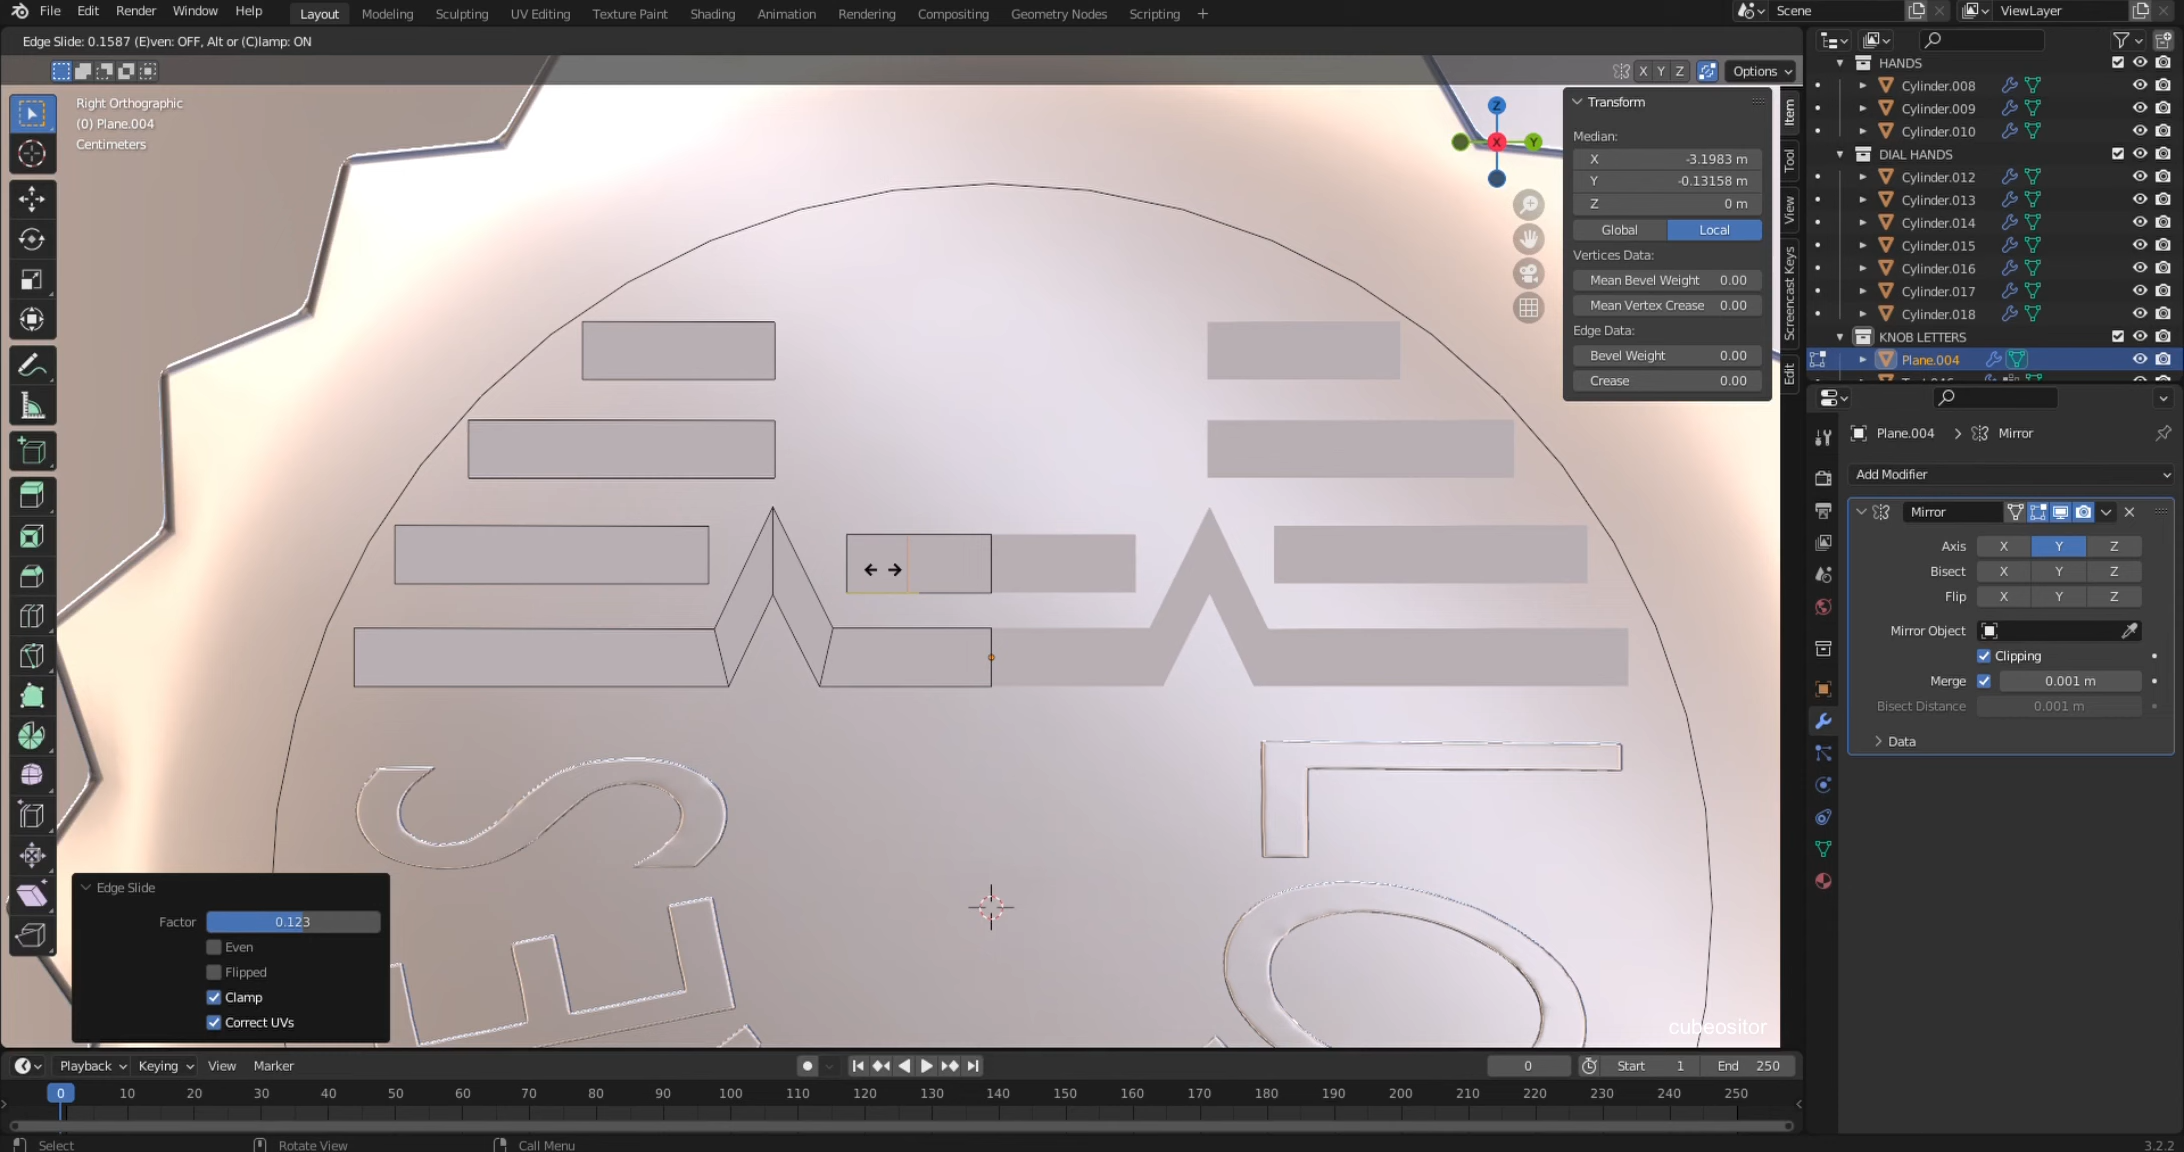 File Edit Render Window Help Layout Modeling Sculpting UV Editing Texture Paint Shading Animation Rendering Compositing Geometry Nodes Scripting + Scene ViewLayer
Edge Slide: 0.1587 (E)ven: OFF, Alt or (C)lamp: ON
X Y Z Options
Right Orthographic
(0) Plane.004
Centimeters
Z
X
Y
Transform
Median:
X -3.1983 m
Y -0.13158 m
Z 0 m
Global Local
Vertices Data:
Mean Bevel Weight 0.00
Mean Vertex Crease 0.00
Edge Data:
Bevel Weight 0.00
Crease 0.00
Item
Tool
View
Screencast Keys
Edit
HANDS
Cylinder.008
Cylinder.009
Cylinder.010
DIAL HANDS
Cylinder.012
Cylinder.013
Cylinder.014
Cylinder.015
Cylinder.016
Cylinder.017
Cylinder.018
KNOB LETTERS
Plane.004
Plane.004 > Mirror
Add Modifier
Mirror
Axis X Y Z
Bisect X Y Z
Flip X Y Z
Mirror Object
Clipping
Merge 0.001 m
Bisect Distance 0.001 m
Data
S
L
E
O
Edge Slide
Factor 0.123
Even
Flipped
Clamp
Correct UVs
cubeositor
Playback Keying View Marker 0 Start 1 End 250
0 10 20 30 40 50 60 70 80 90 100 110 120 130 140 150 160 170 180 190 200 210 220 230 240 250
Select Rotate View Call Menu 3.2.2